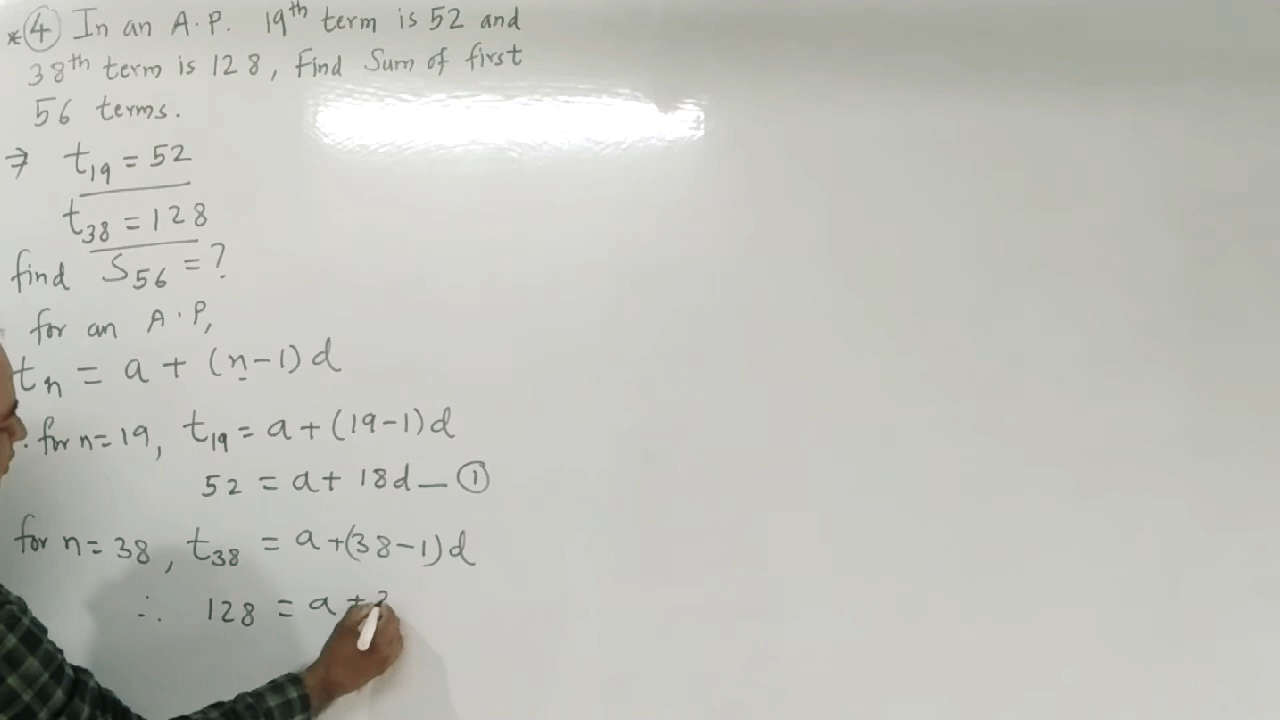 *④ In an A.P. 19th term is 52 and
38th term is 128, Find Sum of first
56 terms.
⇒ t₁₉ = 52
t₃₈ = 128
find S₅₆ = ?
for an A.P,
tₙ = a + (n-1)d
for n=19, t₁₉ = a + (19-1)d
52 = a + 18d — ①
for n=38, t₃₈ = a+(38-1)d
∴ 128 = a +